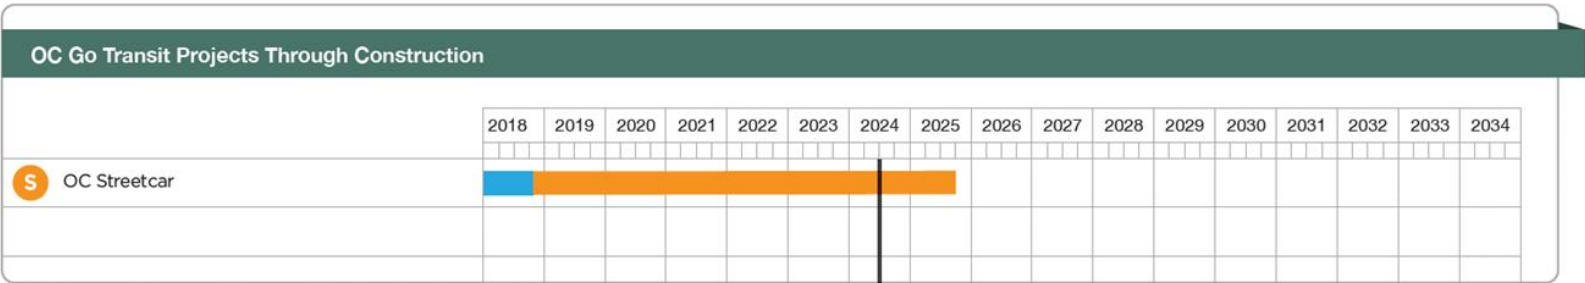 OC Go Transit Projects Through Construction
2018 2019 2020 2021 2022 2023 2024 2025 2026 2027 2028 2029 2030 2031 2032 2033 2034
S OC Streetcar